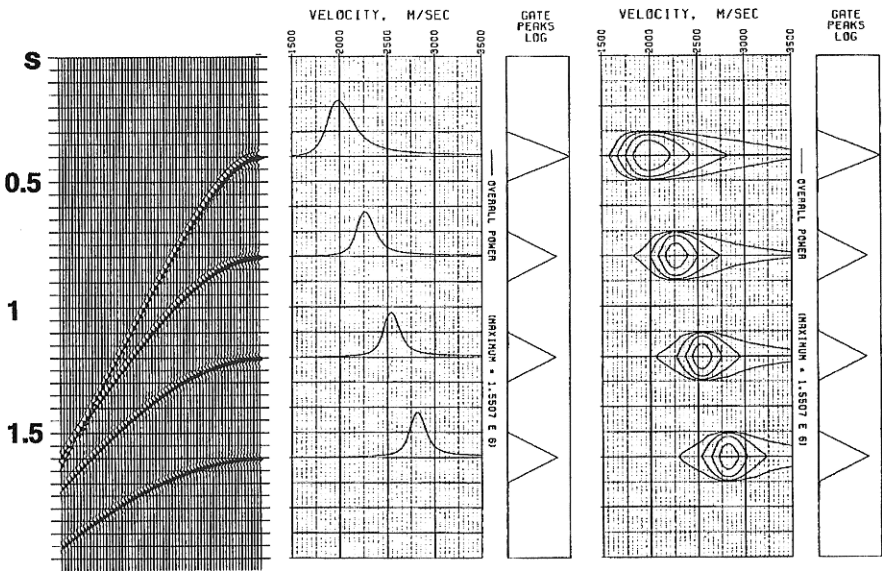 S
0.5
1
1.5
VELOCITY, M/SEC
1500
2000
2500
3000
3500
GATE
PEAKS
LOG
OVERALL POWER (MAXIMUM = 1.5507 E 6)
VELOCITY, M/SEC
1500
2000
2500
3000
3500
GATE
PEAKS
LOG
OVERALL POWER (MAXIMUM = 1.5507 E 6)